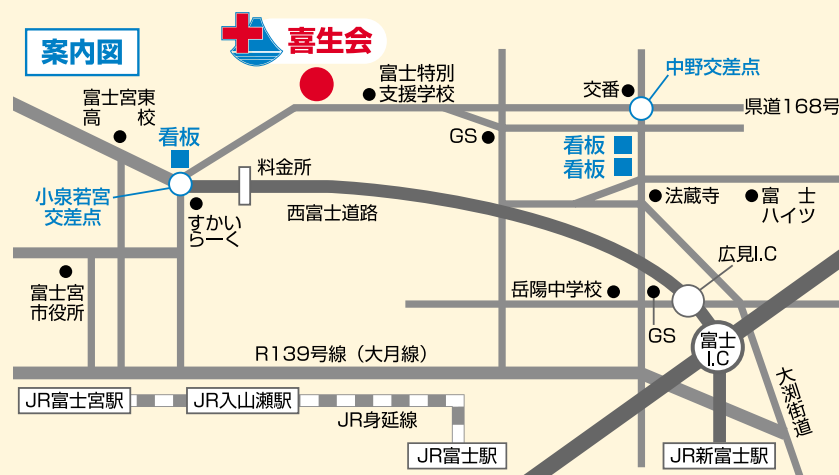 案内図
喜生会
富士特別
支援学校
交番
中野交差点
県道168号
富士宮東
高　校
看板
GS
看板
看板
料金所
小泉若宮
交差点
すかい
らーく
西富士道路
法蔵寺
富　士
ハイツ
広見I.C
富士宮
市役所
岳陽中学校
GS
富士
I.C
R139号線（大月線）
大渕街道
JR富士宮駅
JR入山瀬駅
JR身延線
JR富士駅
JR新富士駅